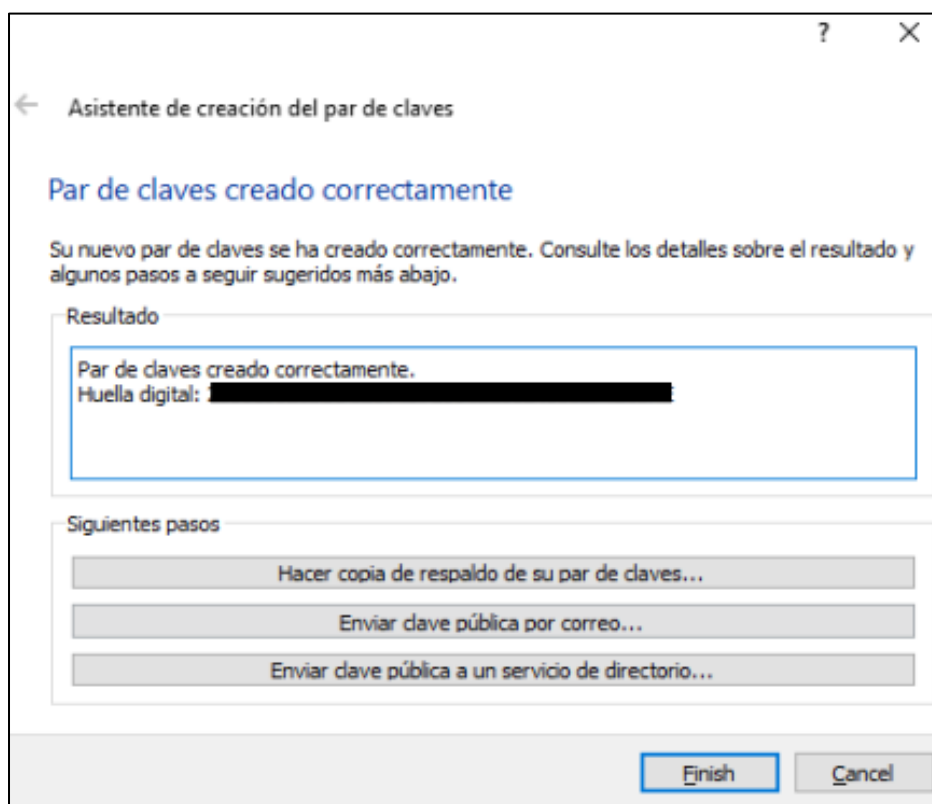 ?
Asistente de creación del par de claves
Par de claves creado correctamente
Su nuevo par de claves se ha creado correctamente. Consulte los detalles sobre el resultado y
algunos pasos a seguir sugeridos más abajo.
Resultado
Par de claves creado correctamente.
Huella digital:
Siguientes pasos
Hacer copia de respaldo de su par de claves...
Enviar clave pública por correo...
Enviar clave pública a un servicio de directorio...
Finish Cancel